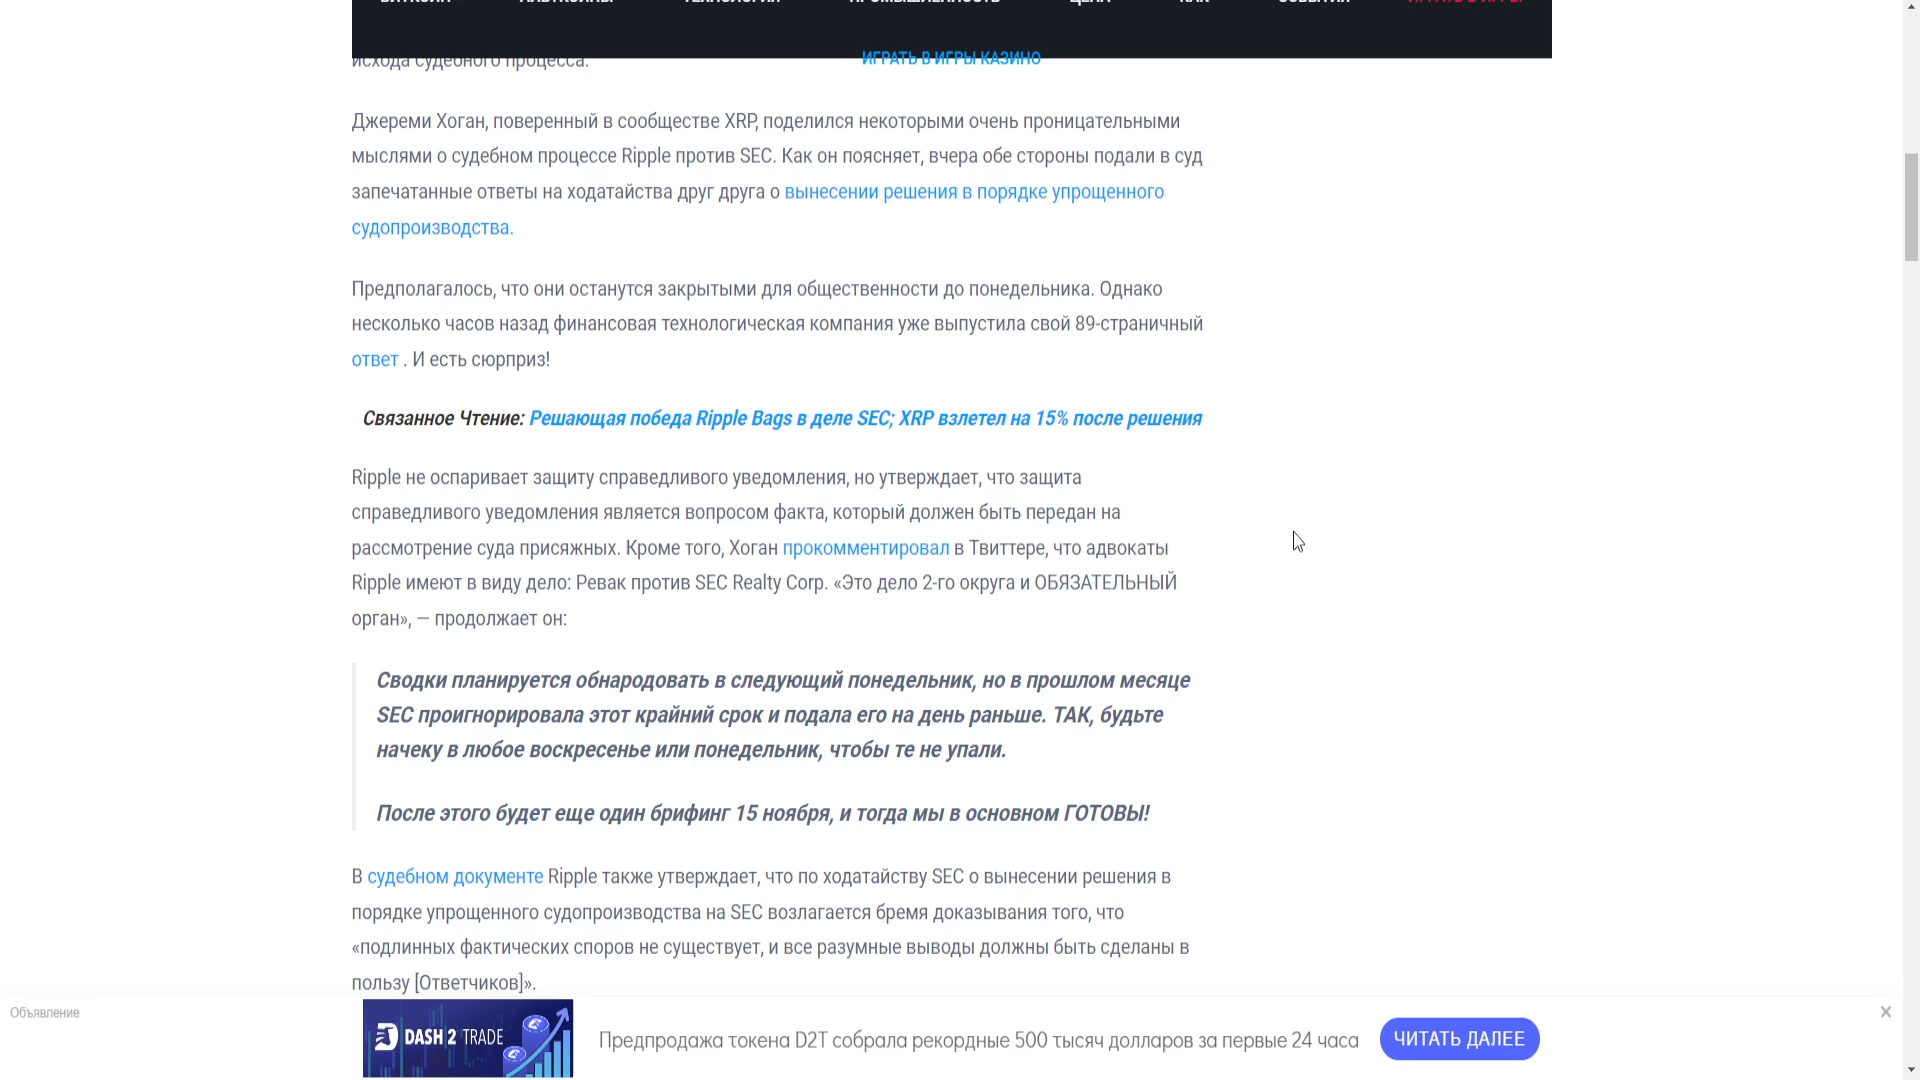 БИТКОЙН АЛЬТКОЙНЫ ТЕХНОЛОГИЯ ПРОМЫШЛЕННОСТЬ ЦЕНА КАК СОБЫТИЯ ИГРАТЬ В ИГРЫ
ИГРАТЬ В ИГРЫ КАЗИНО
исхода судебного процесса.
Джереми Хоган, поверенный в сообществе XRP, поделился некоторыми очень проницательными
мыслями о судебном процессе Ripple против SEC. Как он поясняет, вчера обе стороны подали в суд
запечатанные ответы на ходатайства друг друга о вынесении решения в порядке упрощенного
судопроизводства.
Предполагалось, что они останутся закрытыми для общественности до понедельника. Однако
несколько часов назад финансовая технологическая компания уже выпустила свой 89-страничный
ответ . И есть сюрприз!
Связанное Чтение: Решающая победа Ripple Bags в деле SEC; XRP взлетел на 15% после решения
Ripple не оспаривает защиту справедливого уведомления, но утверждает, что защита
справедливого уведомления является вопросом факта, который должен быть передан на
рассмотрение суда присяжных. Кроме того, Хоган прокомментировал в Твиттере, что адвокаты
Ripple имеют в виду дело: Ревак против SEC Realty Corp. «Это дело 2-го округа и ОБЯЗАТЕЛЬНЫЙ
орган», — продолжает он:
Сводки планируется обнародовать в следующий понедельник, но в прошлом месяце
SEC проигнорировала этот крайний срок и подала его на день раньше. ТАК, будьте
начеку в любое воскресенье или понедельник, чтобы те не упали.
После этого будет еще один брифинг 15 ноября, и тогда мы в основном ГОТОВЫ!
В судебном документе Ripple также утверждает, что по ходатайству SEC о вынесении решения в
порядке упрощенного судопроизводства на SEC возлагается бремя доказывания того, что
«подлинных фактических споров не существует, и все разумные выводы должны быть сделаны в
пользу [Ответчиков]».
Объявление
DASH 2 TRADE
Предпродажа токена D2T собрала рекордные 500 тысяч долларов за первые 24 часа
ЧИТАТЬ ДАЛЕЕ